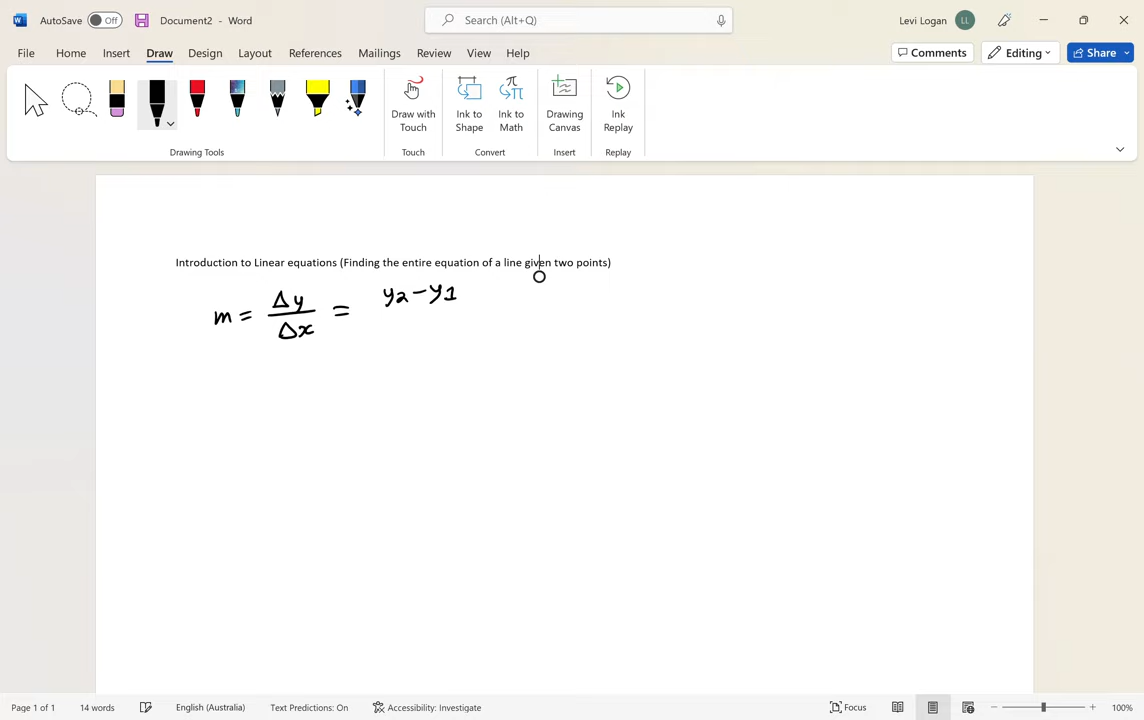 AutoSave Off Document2 - Word Search (Alt+Q) Levi Logan LL
File Home Insert Draw Design Layout References Mailings Review View Help Comments Editing Share
Draw with Touch Ink to Shape Ink to Math Drawing Canvas Ink Replay
Drawing Tools Touch Convert Insert Replay
Introduction to Linear equations (Finding the entire equation of a line given two points)
m = Δy/Δx = y₂ - y₁
Page 1 of 1 14 words English (Australia) Text Predictions: On Accessibility: Investigate Focus 100%